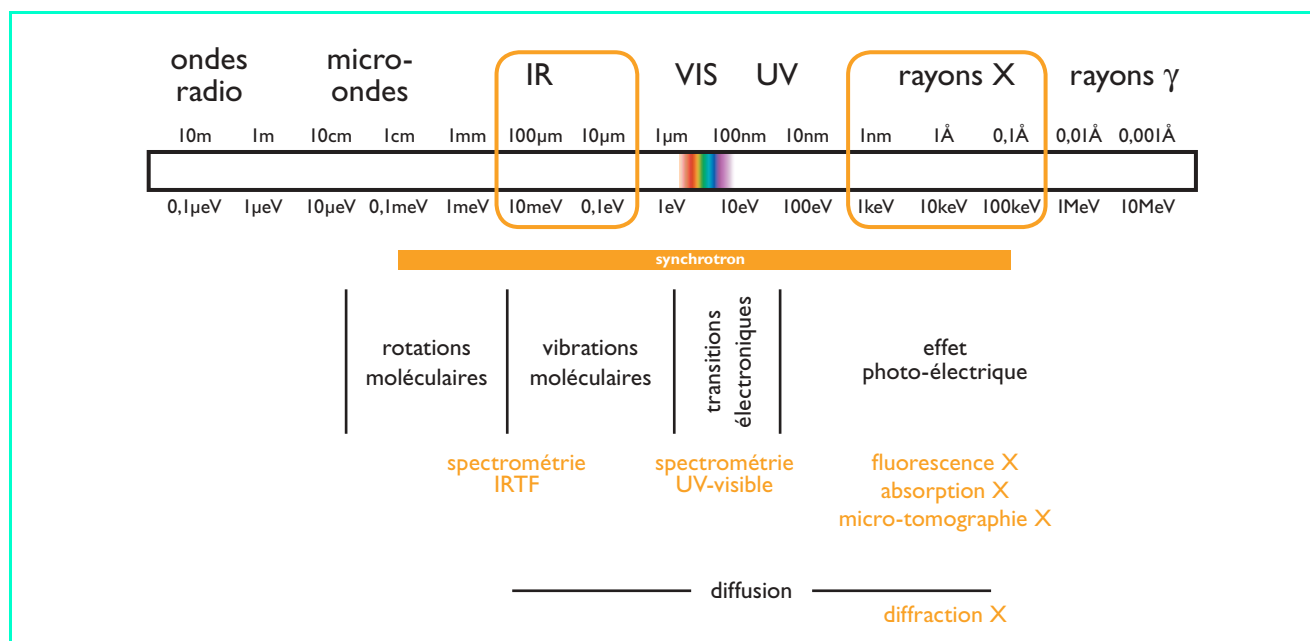 ondes
radio
micro-
ondes
IR
VIS
UV
rayons X
rayons γ
10m 1m 10cm 1cm 1mm 100µm 10µm 1µm 100nm 10nm 1nm 1Å 0,1Å 0,01Å 0,001Å
0,1µeV 1µeV 10µeV 0,1meV 1meV 10meV 0,1eV 1eV 10eV 100eV 1keV 10keV 100keV 1MeV 10MeV
synchrotron
rotations
moléculaires
vibrations
moléculaires
transitions
électroniques
effet
photo-électrique
spectrométrie
IRTF
spectrométrie
UV-visible
fluorescence X
absorption X
micro-tomographie X
diffusion
diffraction X